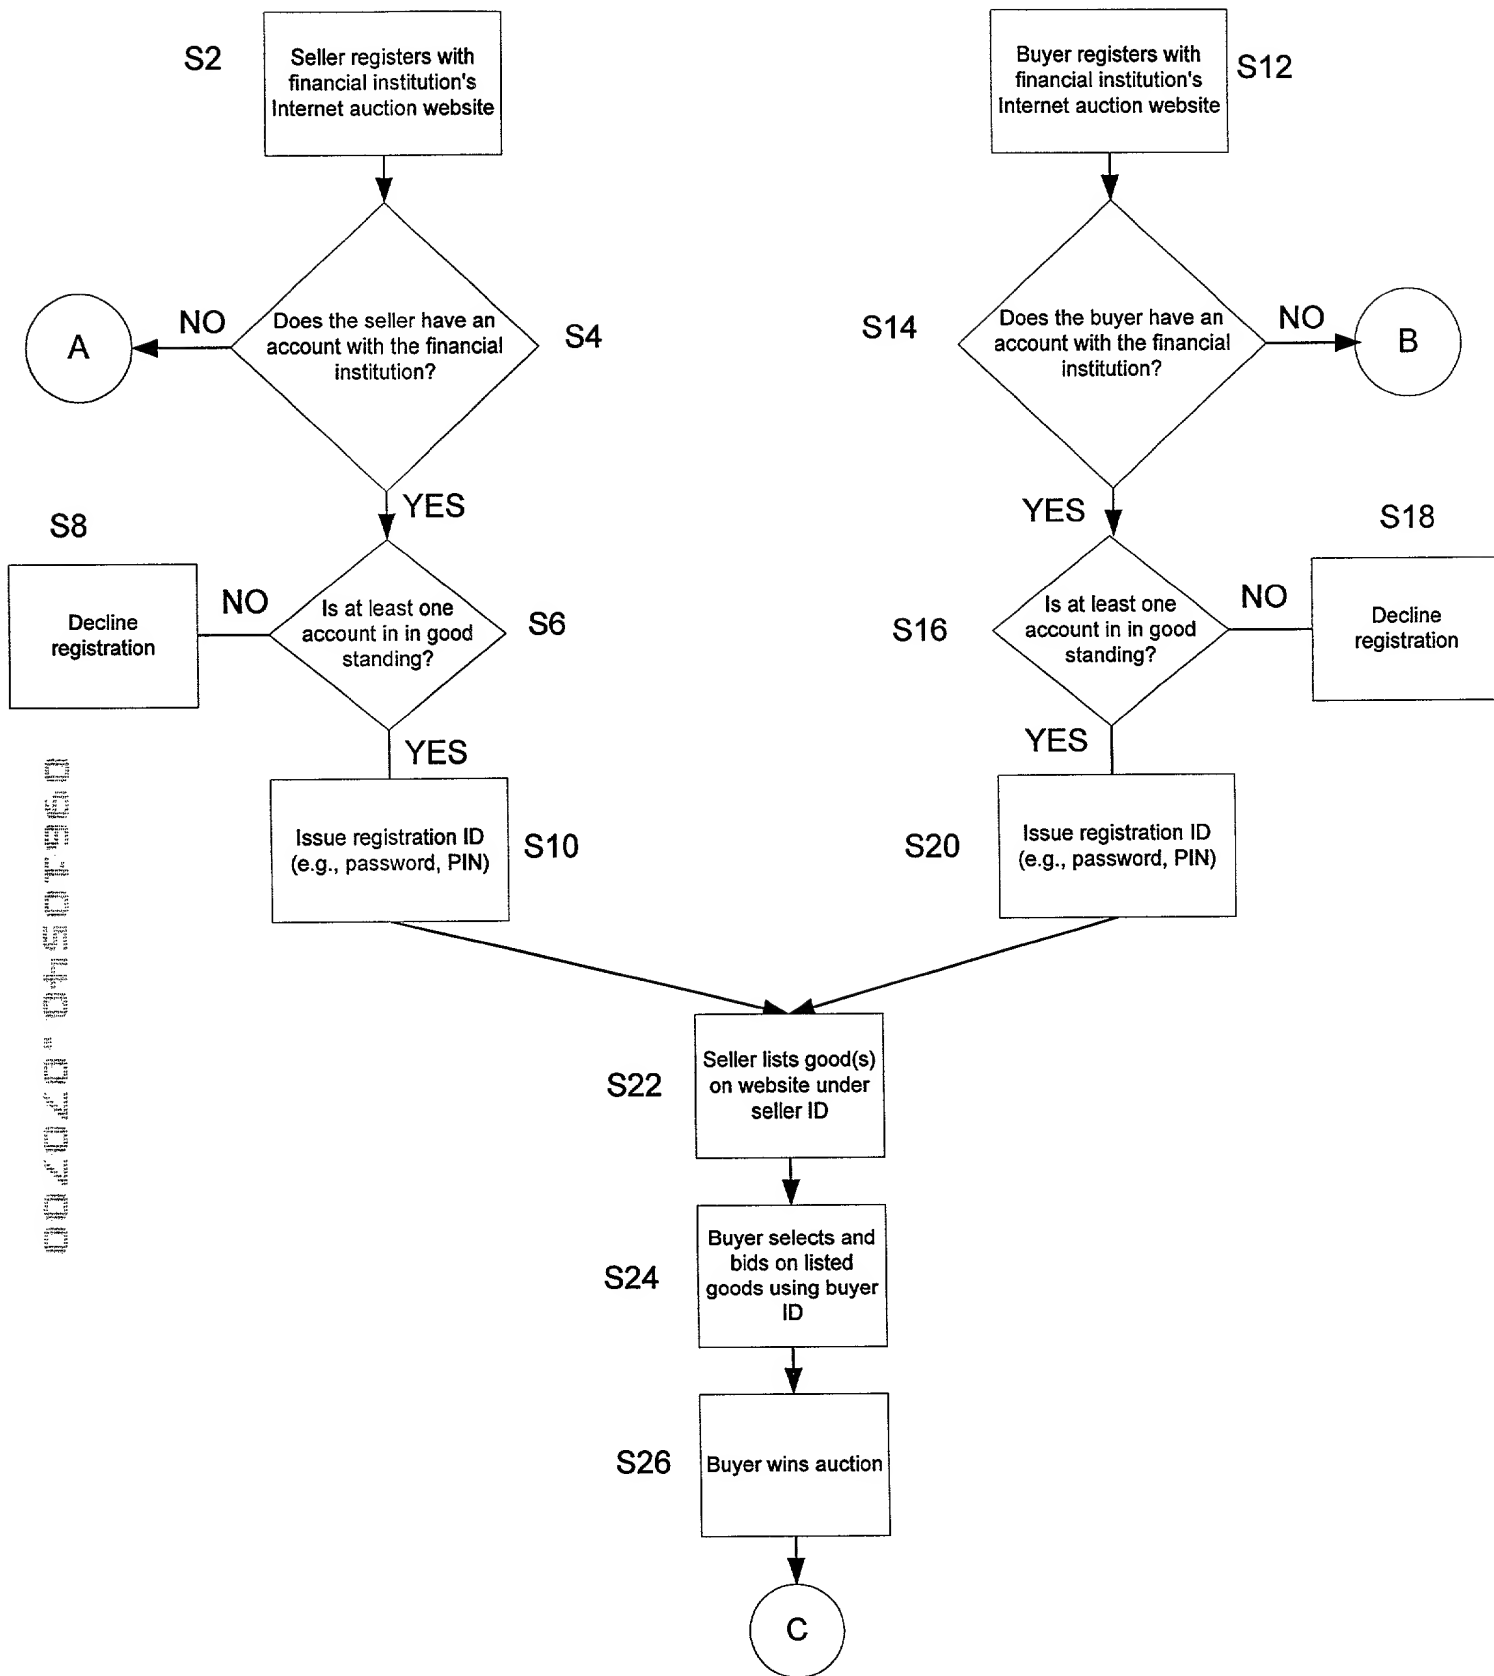 S2
Seller registers with
financial institution's
Internet auction website
Buyer registers with
financial institution's
Internet auction website
S12
A
NO
Does the seller have an
account with the financial
institution?
S4
S14
Does the buyer have an
account with the financial
institution?
NO
B
YES
YES
S8
Decline
registration
NO
Is at least one
account in in good
standing?
S6
S16
Is at least one
account in in good
standing?
NO
S18
Decline
registration
YES
YES
Issue registration ID
(e.g., password, PIN)
S10
S20
Issue registration ID
(e.g., password, PIN)
S22
Seller lists good(s)
on website under
seller ID
S24
Buyer selects and
bids on listed
goods using buyer
ID
S26
Buyer wins auction
C